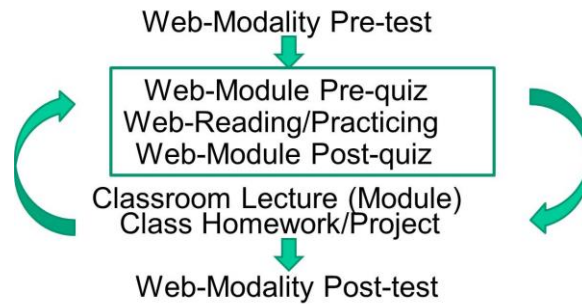 Web-Modality Pre-test
Web-Module Pre-quiz
Web-Reading/Practicing
Web-Module Post-quiz
Classroom Lecture (Module)
Class Homework/Project
Web-Modality Post-test